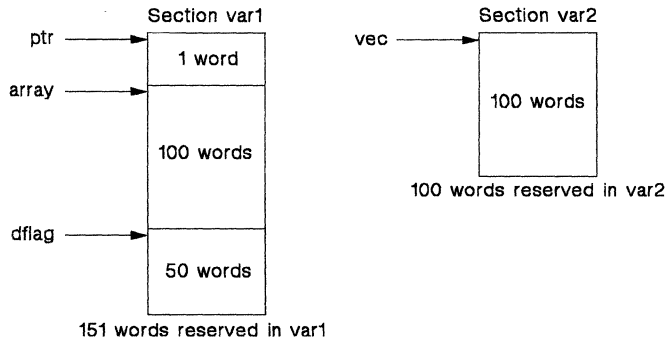 Section var1
ptr
1 word
array
100 words
dflag
50 words
151 words reserved in var1
Section var2
vec
100 words
100 words reserved in var2